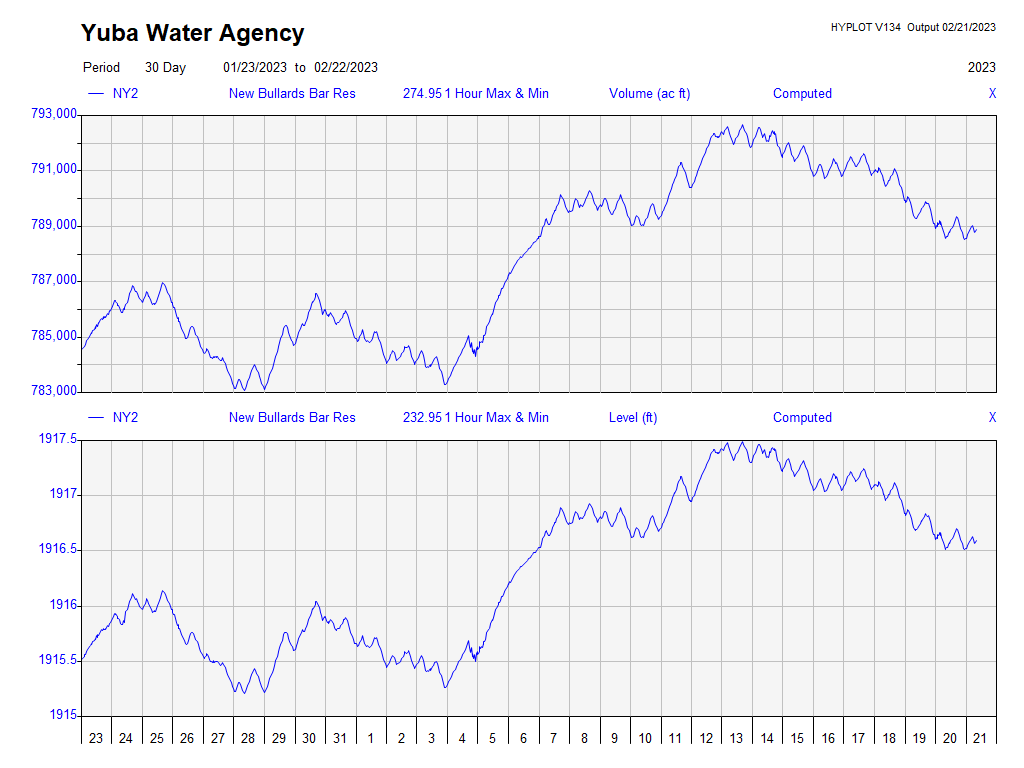 Yuba Water Agency
HYPLOT V134 Output 02/21/2023
Period 30 Day 01/23/2023 to 02/22/2023 2023
NY2 New Bullards Bar Res 274.95 1 Hour Max & Min Volume (ac ft) Computed X
793,000
791,000
789,000
787,000
785,000
783,000
NY2 New Bullards Bar Res 232.95 1 Hour Max & Min Level (ft) Computed X
1917.5
1917
1916.5
1916
1915.5
1915
23 24 25 26 27 28 29 30 31 1 2 3 4 5 6 7 8 9 10 11 12 13 14 15 16 17 18 19 20 21